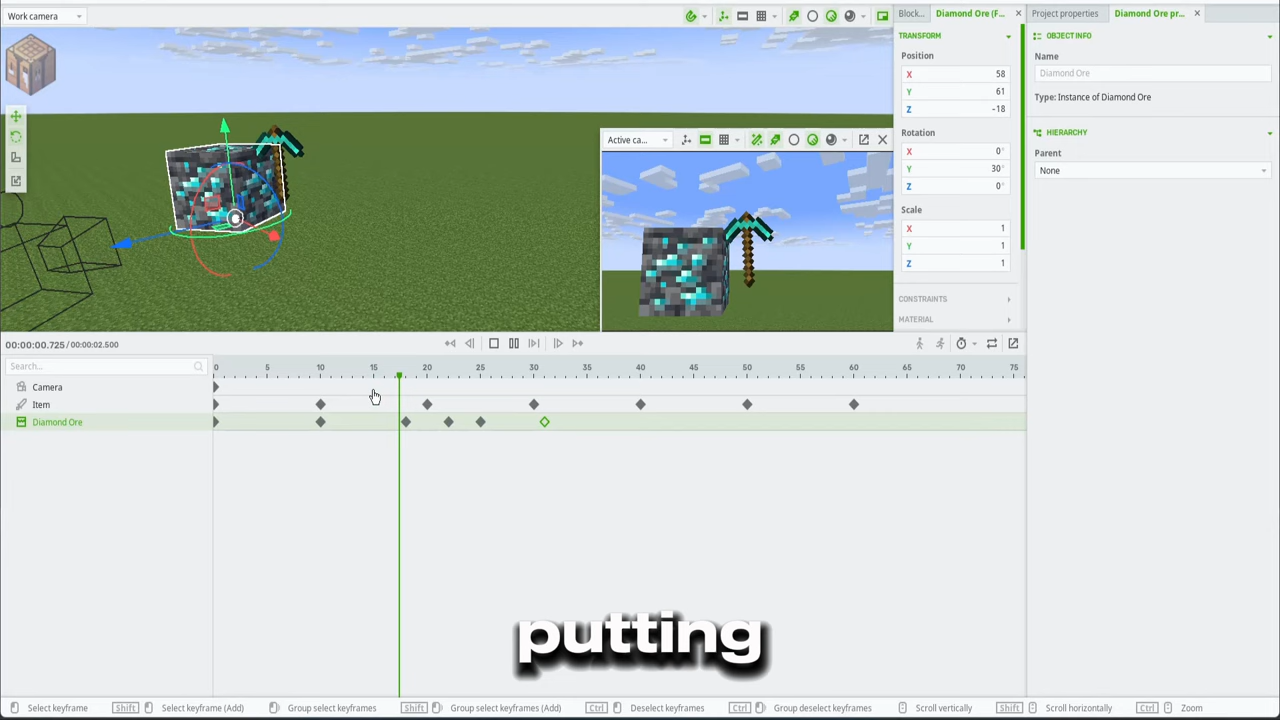 Work camera
Active ca...
00:00:00.725 / 00:00:02.500
Search...
0 5 10 15 20 25 30 35 40 45 50 55 60 65 70 75
Camera
Item
Diamond Ore
Block...
Diamond Ore (F...
TRANSFORM
Position
X 58
Y 61
Z -18
Rotation
X 0°
Y 30°
Z 0°
Scale
X 1
Y 1
Z 1
CONSTRAINTS
MATERIAL
Project properties
Diamond Ore pr...
OBJECT INFO
Name
Diamond Ore
Type: Instance of Diamond Ore
HIERARCHY
Parent
None
putting
Select keyframe Shift Select keyframe (Add) Group select keyframes Shift Group select keyframes (Add) Ctrl Deselect keyframes Ctrl Group deselect keyframes Scroll vertically Shift Scroll horizontally Ctrl Zoom